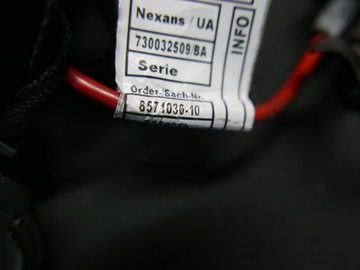 Nexans / UA
730032509/BA
Serie
INFO
Order-/Sach-Nr.
8571036-10